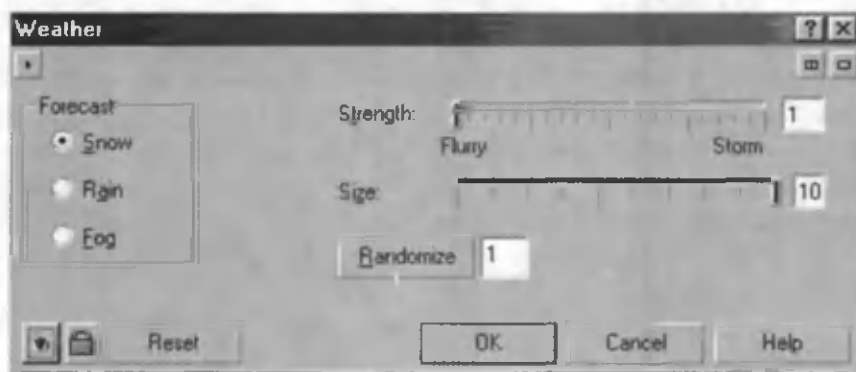 Weather
Forecast
Snow
Rain
Fog
Strength:
1
Flurry
Storm
Size:
10
Randomize
1
Reset
OK
Cancel
Help